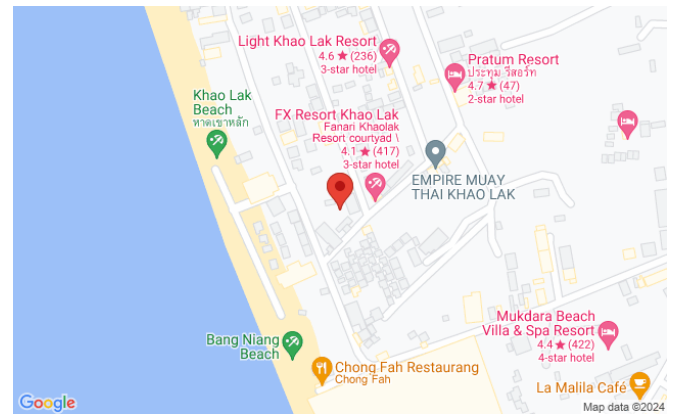 Light Khao Lak Resort
4.6 ★ (236)
3-star hotel
Pratum Resort
ประทุม รีสอร์ท
4.7 ★ (47)
2-star hotel
Khao Lak
Beach
หาดเขาหลัก
FX Resort Khao Lak
Fanari Khaolak
Resort courtyad \
4.1 ★ (417)
3-star hotel
EMPIRE MUAY
THAI KHAO LAK
Mukdara Beach
Villa & Spa Resort
4.4 ★ (422)
4-star hotel
Bang Niang
Beach
Chong Fah Restaurang
Chong Fah
La Malila Café
Google
Map data ©2024